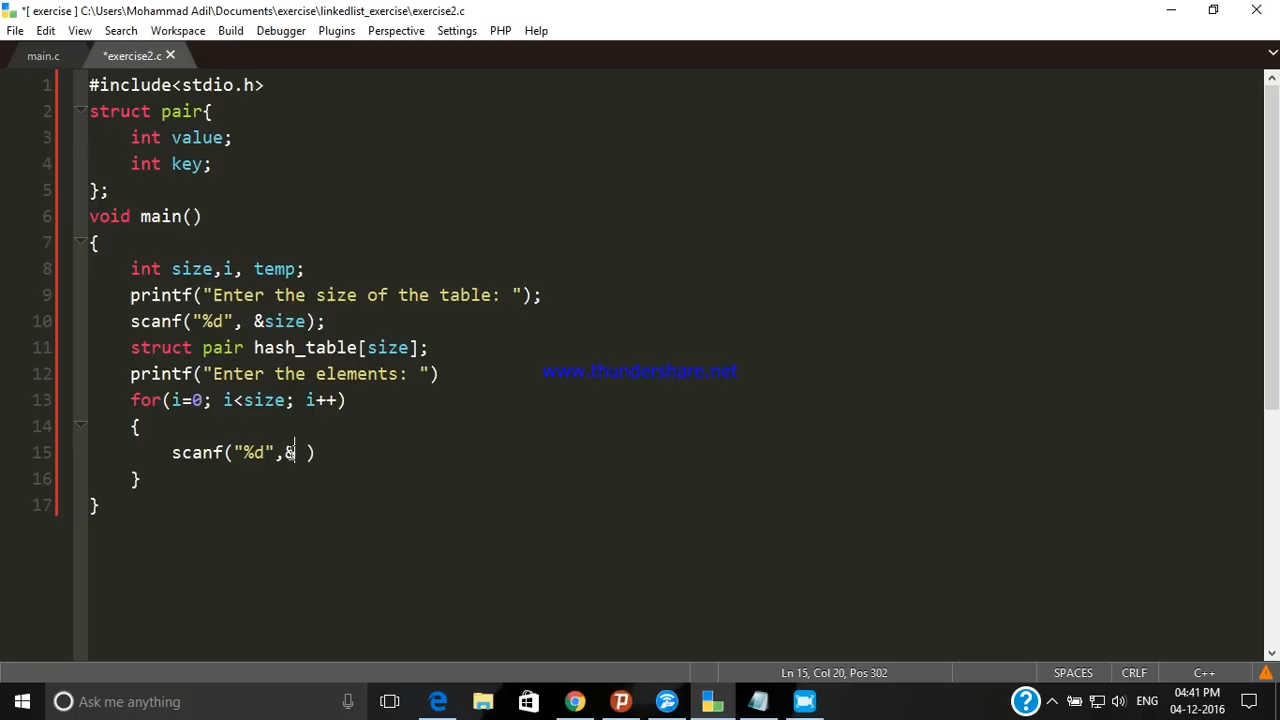 *[ exercise ] C:\Users\Mohammad Adil\Documents\exercise\linkedlist_exercise\exercise2.c
File Edit View Search Workspace Build Debugger Plugins Perspective Settings PHP Help
main.c *exercise2.c
1 #include<stdio.h>
2 struct pair{
3 int value;
4 int key;
5 };
6 void main()
7 {
8 int size,i, temp;
9 printf("Enter the size of the table: ");
10 scanf("%d", &size);
11 struct pair hash_table[size];
12 printf("Enter the elements: ")
www.thundershare.net
13 for(i=0; i<size; i++)
14 {
15 scanf("%d",& )
16 }
17 }
Ln 15, Col 20, Pos 302 SPACES CRLF C++
Ask me anything ENG 04:41 PM
04-12-2016